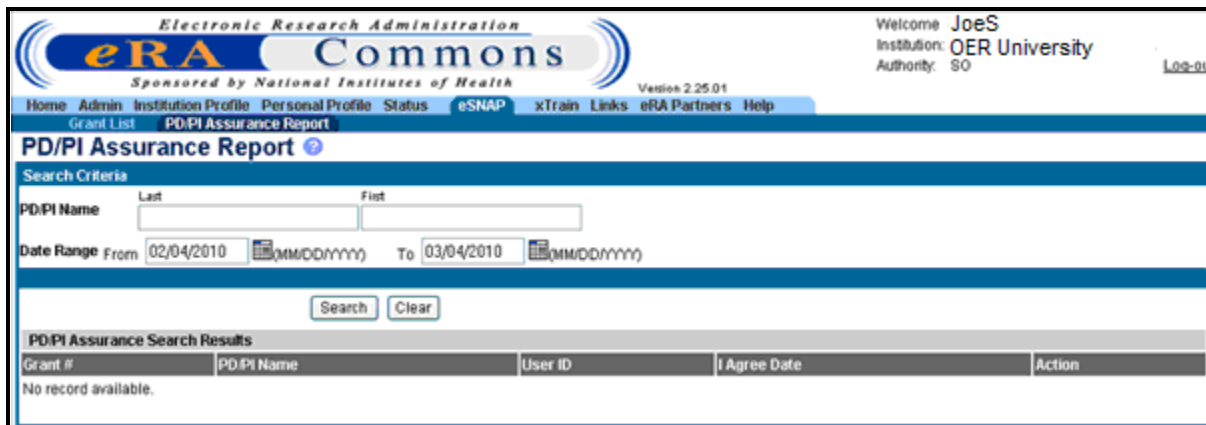 Electronic Research Administration
eRA Commons
Sponsored by National Institutes of Health
Version 2.25.01
Welcome JoeS
Institution: OER University
Authority: SO
Log-ou
Home Admin Institution Profile Personal Profile Status eSNAP xTrain Links eRA Partners Help
Grant List PD/PI Assurance Report
PD/PI Assurance Report ?
Search Criteria
Last First
PD/PI Name
Date Range From 02/04/2010 (MM/DD/YYYY) To 03/04/2010 (MM/DD/YYYY)
Search Clear
PD/PI Assurance Search Results
Grant # PD/PI Name User ID I Agree Date Action
No record available.